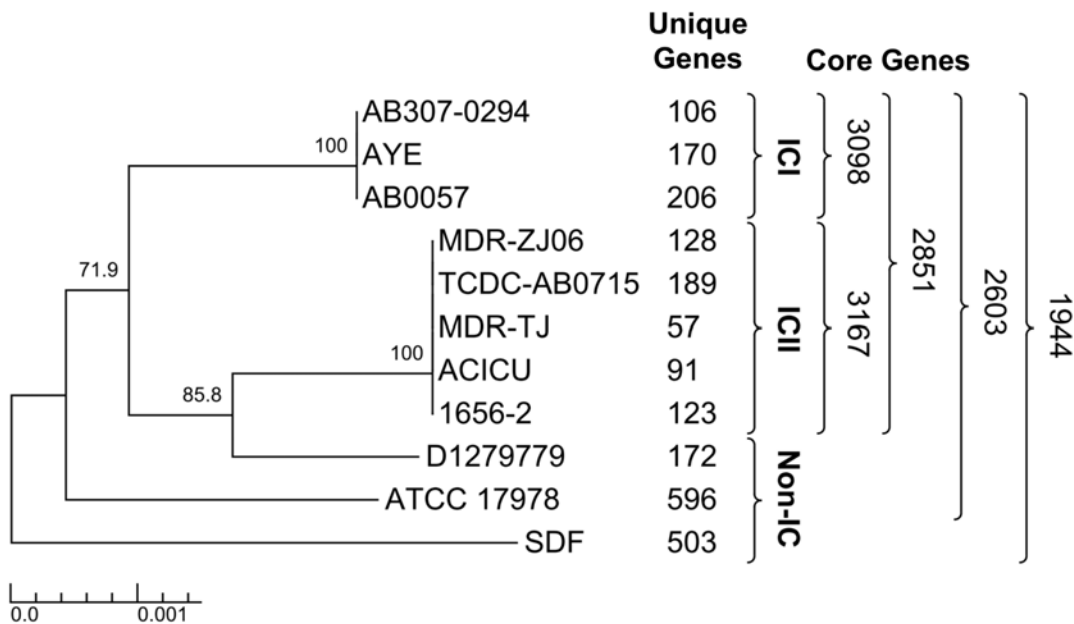 Unique
Genes
Core Genes
AB307-0294 106
100
AYE 170
AB0057 206
ICI
3098
MDR-ZJ06 128
TCDC-AB0715 189
MDR-TJ 57
100
ACICU 91
1656-2 123
ICII
3167
2851
2603
1944
71.9
85.8
D1279779 172
ATCC 17978 596
SDF 503
Non-IC
0.0 0.001